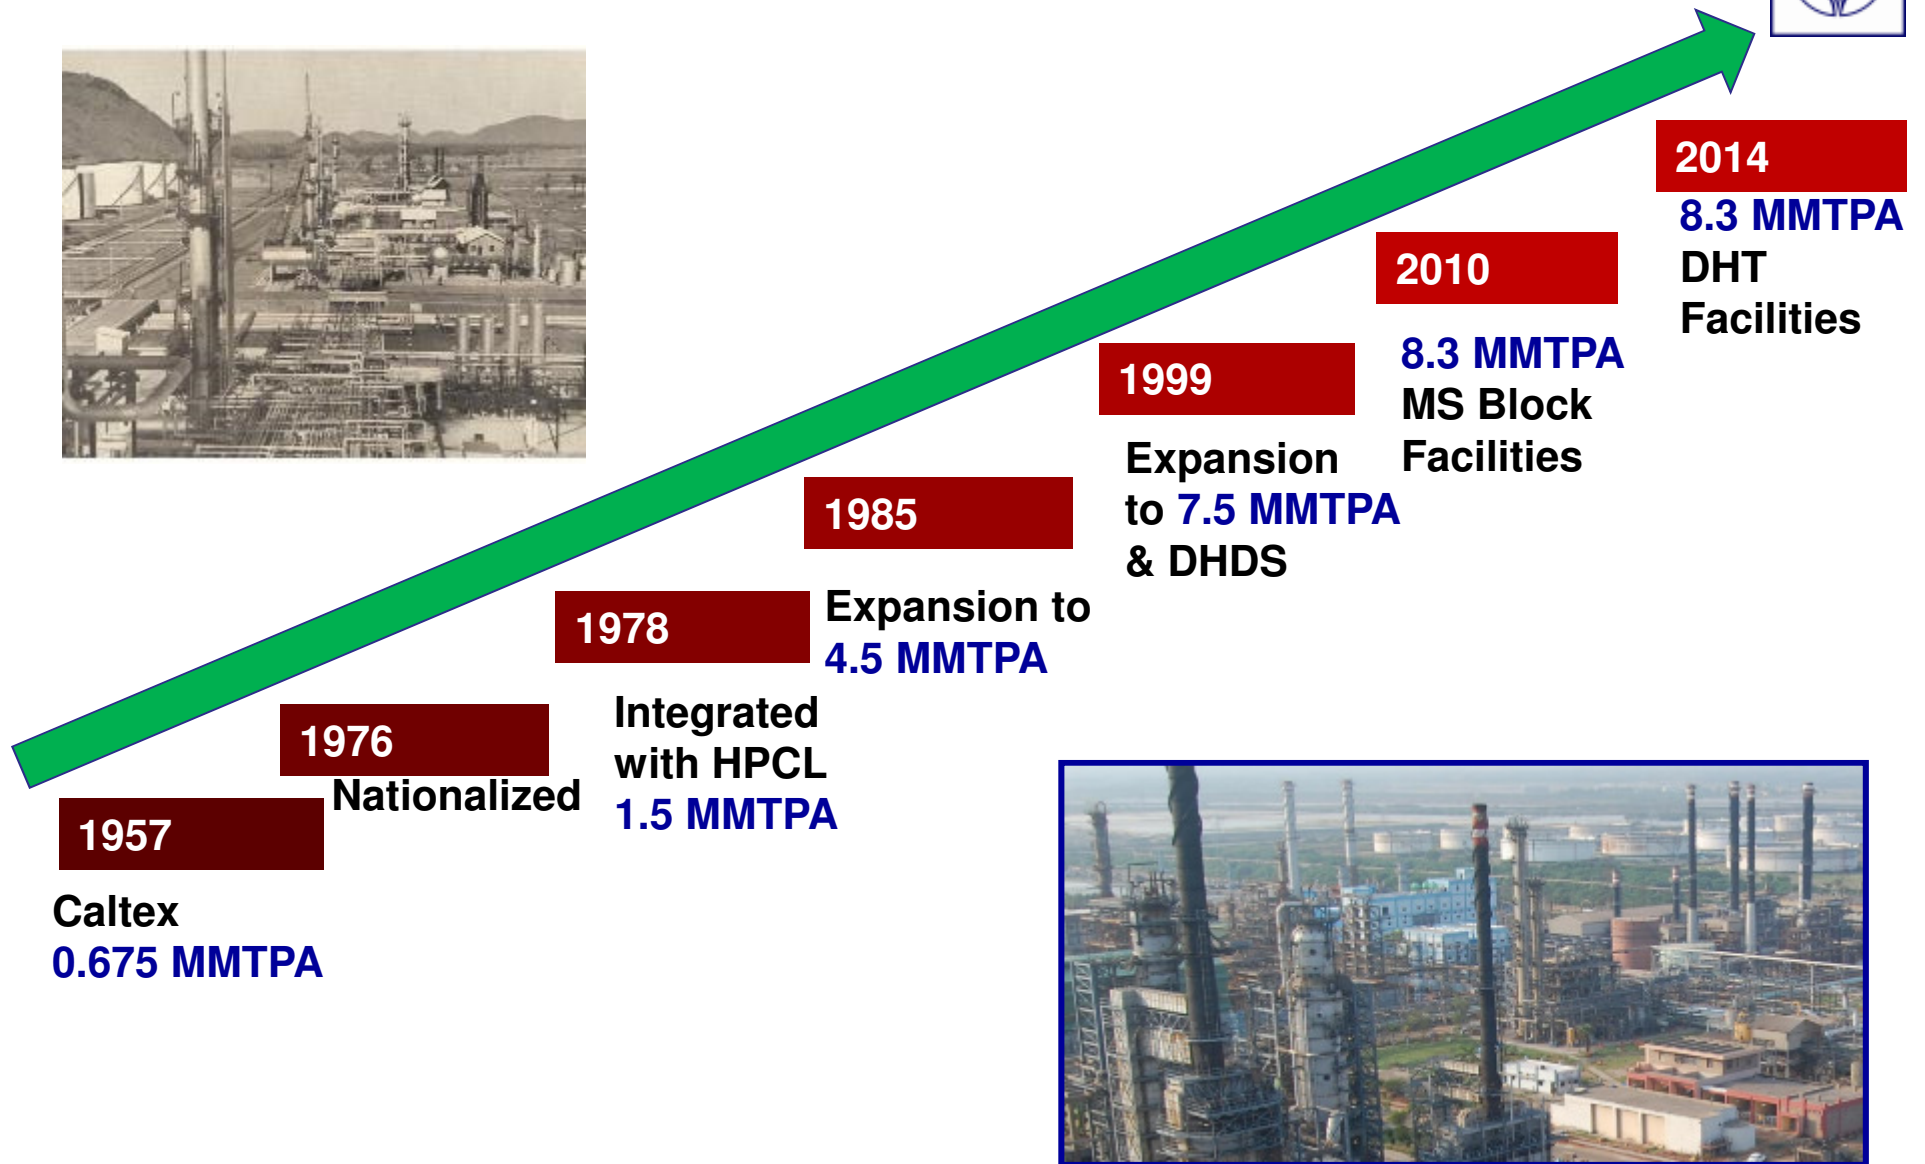 1957
Caltex
0.675 MMTPA
1976
Nationalized
1978
Integrated
with HPCL
1.5 MMTPA
1985
Expansion to
4.5 MMTPA
1999
Expansion
to 7.5 MMTPA
& DHDS
2010
8.3 MMTPA
MS Block
Facilities
2014
8.3 MMTPA
DHT
Facilities